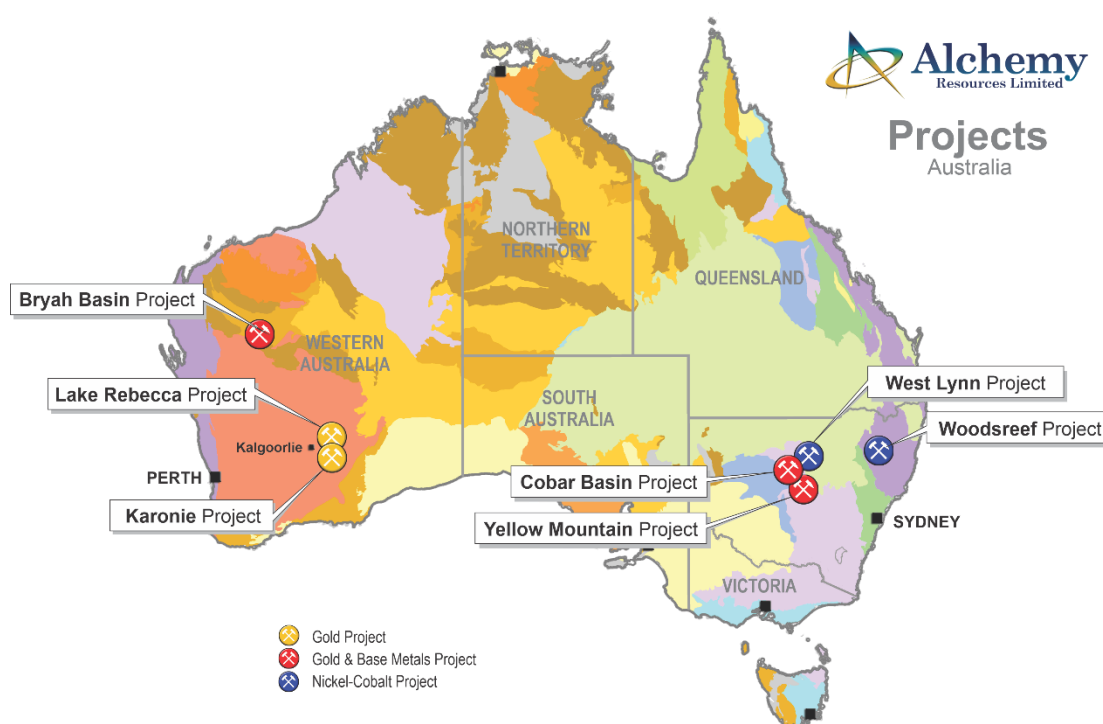 Alchemy
Resources Limited
Projects
Australia
NORTHERN
TERRITORY
QUEENSLAND
Bryah Basin Project
WESTERN
AUSTRALIA
Lake Rebecca Project
West Lynn Project
SOUTH
AUSTRALIA
Woodsreef Project
Kalgoorlie
PERTH
Cobar Basin Project
Karonie Project
Yellow Mountain Project
SYDNEY
VICTORIA
Gold Project
Gold & Base Metals Project
Nickel-Cobalt Project